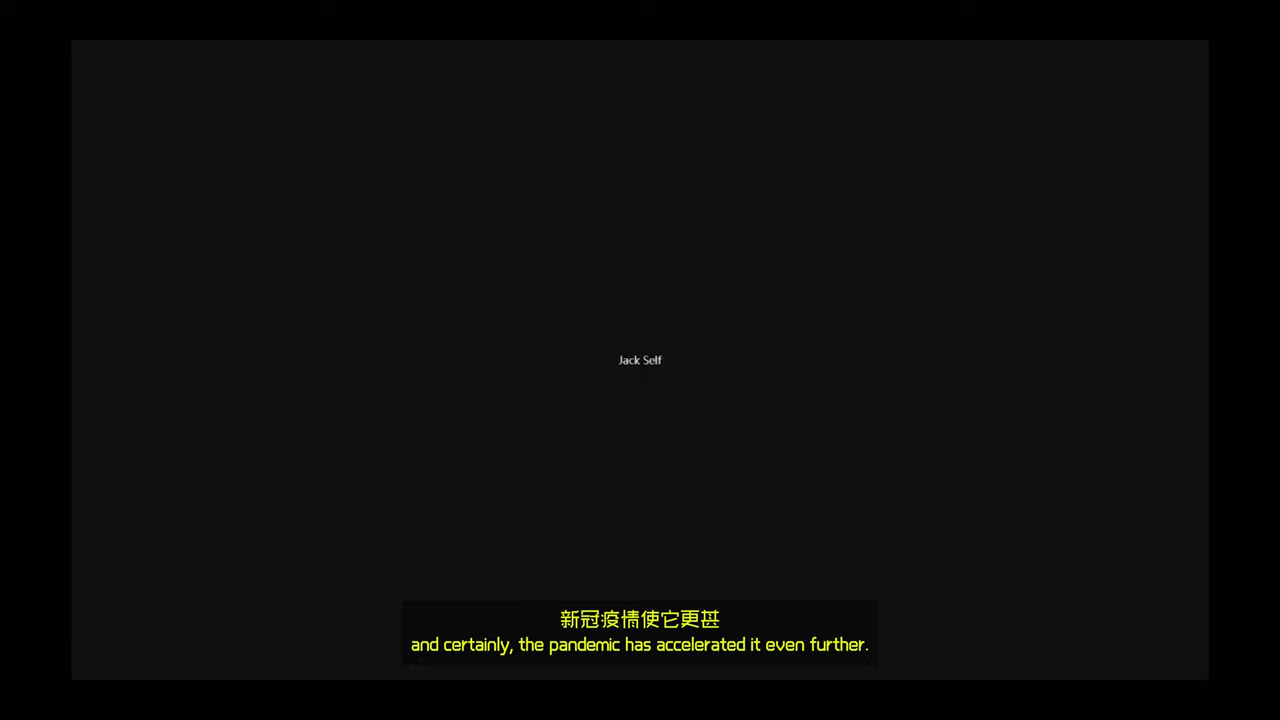 Jack Self
新冠疫情使它更甚
and certainly, the pandemic has accelerated it even further.